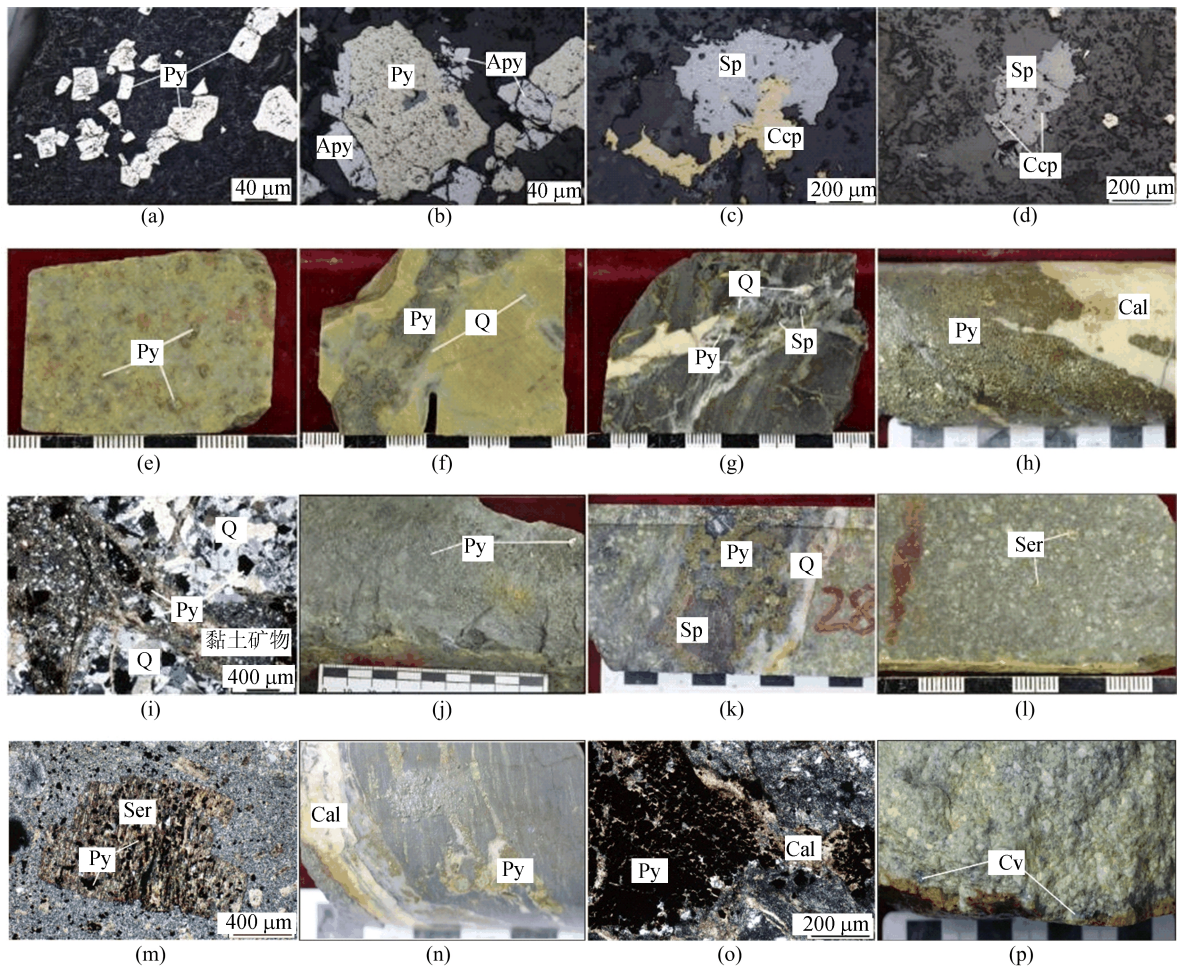 Py
40 μm
(a)
Py
Apy
Apy
40 μm
(b)
Sp
Ccp
200 μm
(c)
Sp
Ccp
200 μm
(d)
Py
(e)
Py
Q
(f)
Q
Sp
Py
(g)
Cal
Py
(h)
Q
Py
黏土矿物
Q
400 μm
(i)
Py
(j)
Py
Q
Sp
28
(k)
Ser
(l)
Ser
Py
400 μm
(m)
Cal
Py
(n)
Cal
Py
200 μm
(o)
Cv
(p)